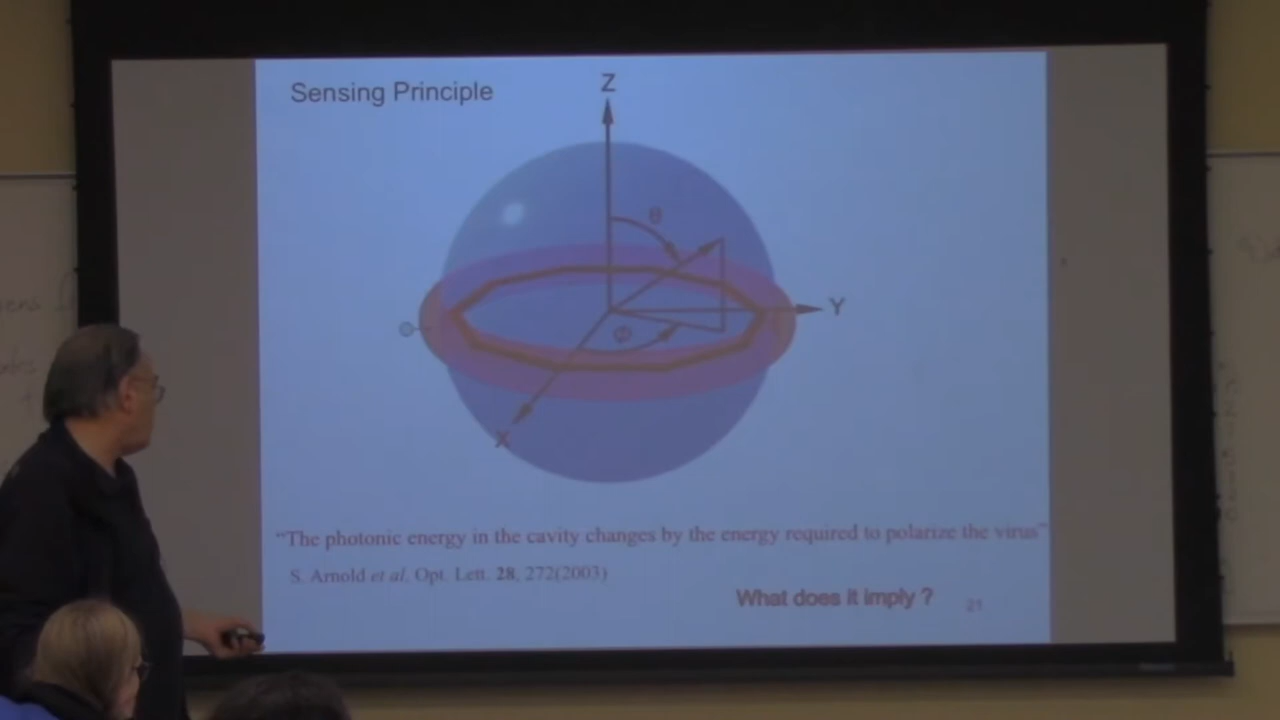 Sensing Principle
Z
θ
Y
Φ
X
“The photonic energy in the cavity changes by the energy required to polarize the virus”
S. Arnold et al. Opt. Lett. 28, 272(2003)
What does it imply ?
21